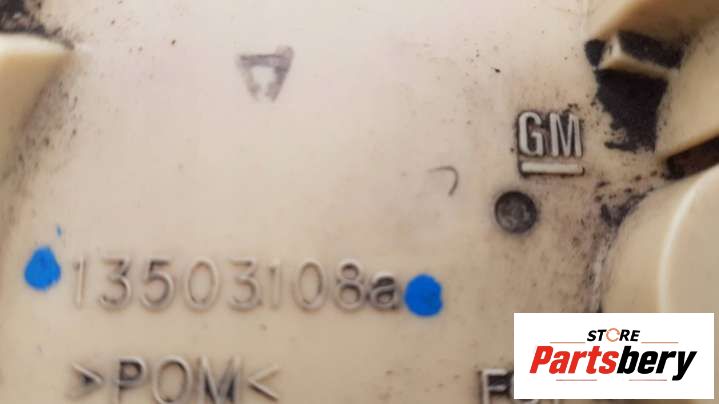 GM
13503108a
>POM<
STORE
Partsbery